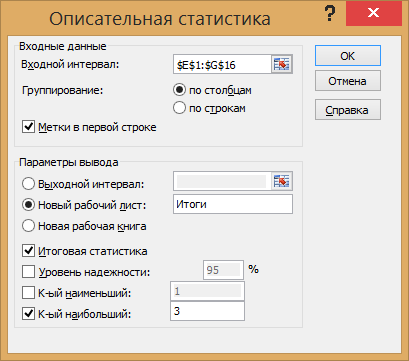 Описательная статистика ?
Входные данные
Входной интервал: $E$1:$G$16 OK
Группирование: по столбцам Отмена
по строкам Справка
Метки в первой строке
Параметры вывода
Выходной интервал:
Новый рабочий лист: Итоги
Новая рабочая книга
Итоговая статистика
Уровень надежности: 95 %
К-ый наименьший: 1
К-ый наибольший: 3